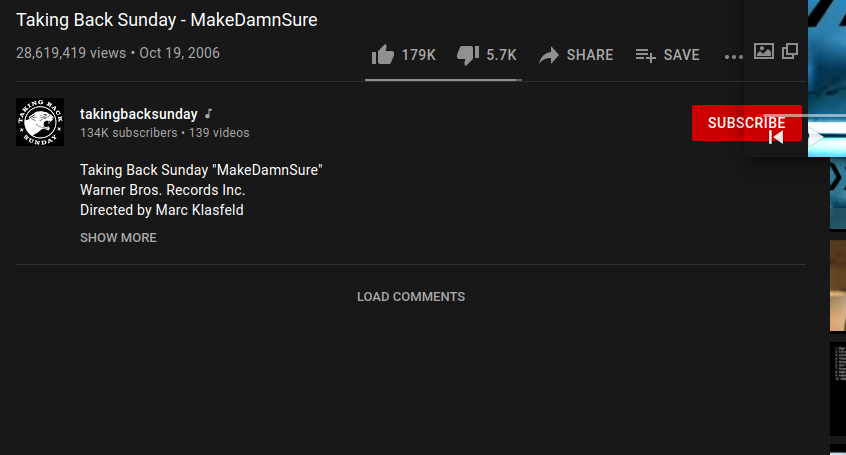 Taking Back Sunday - MakeDamnSure
28,619,419 views • Oct 19, 2006
179K
5.7K
SHARE
SAVE
TAKING BACK
SUNDAY
takingbacksunday
134K subscribers • 139 videos
SUBSCRIBE
Taking Back Sunday "MakeDamnSure"
Warner Bros. Records Inc.
Directed by Marc Klasfeld
SHOW MORE
LOAD COMMENTS